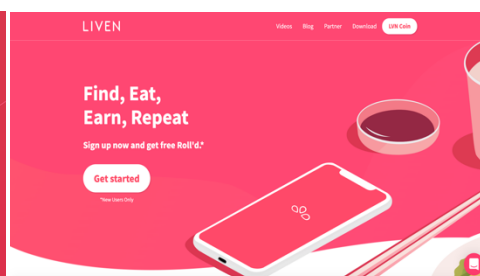 LIVEN
Videos Blog Partner Download LVN Coin
Find, Eat,
Earn, Repeat
Sign up now and get free Roll'd.*
Get started
*New Users Only